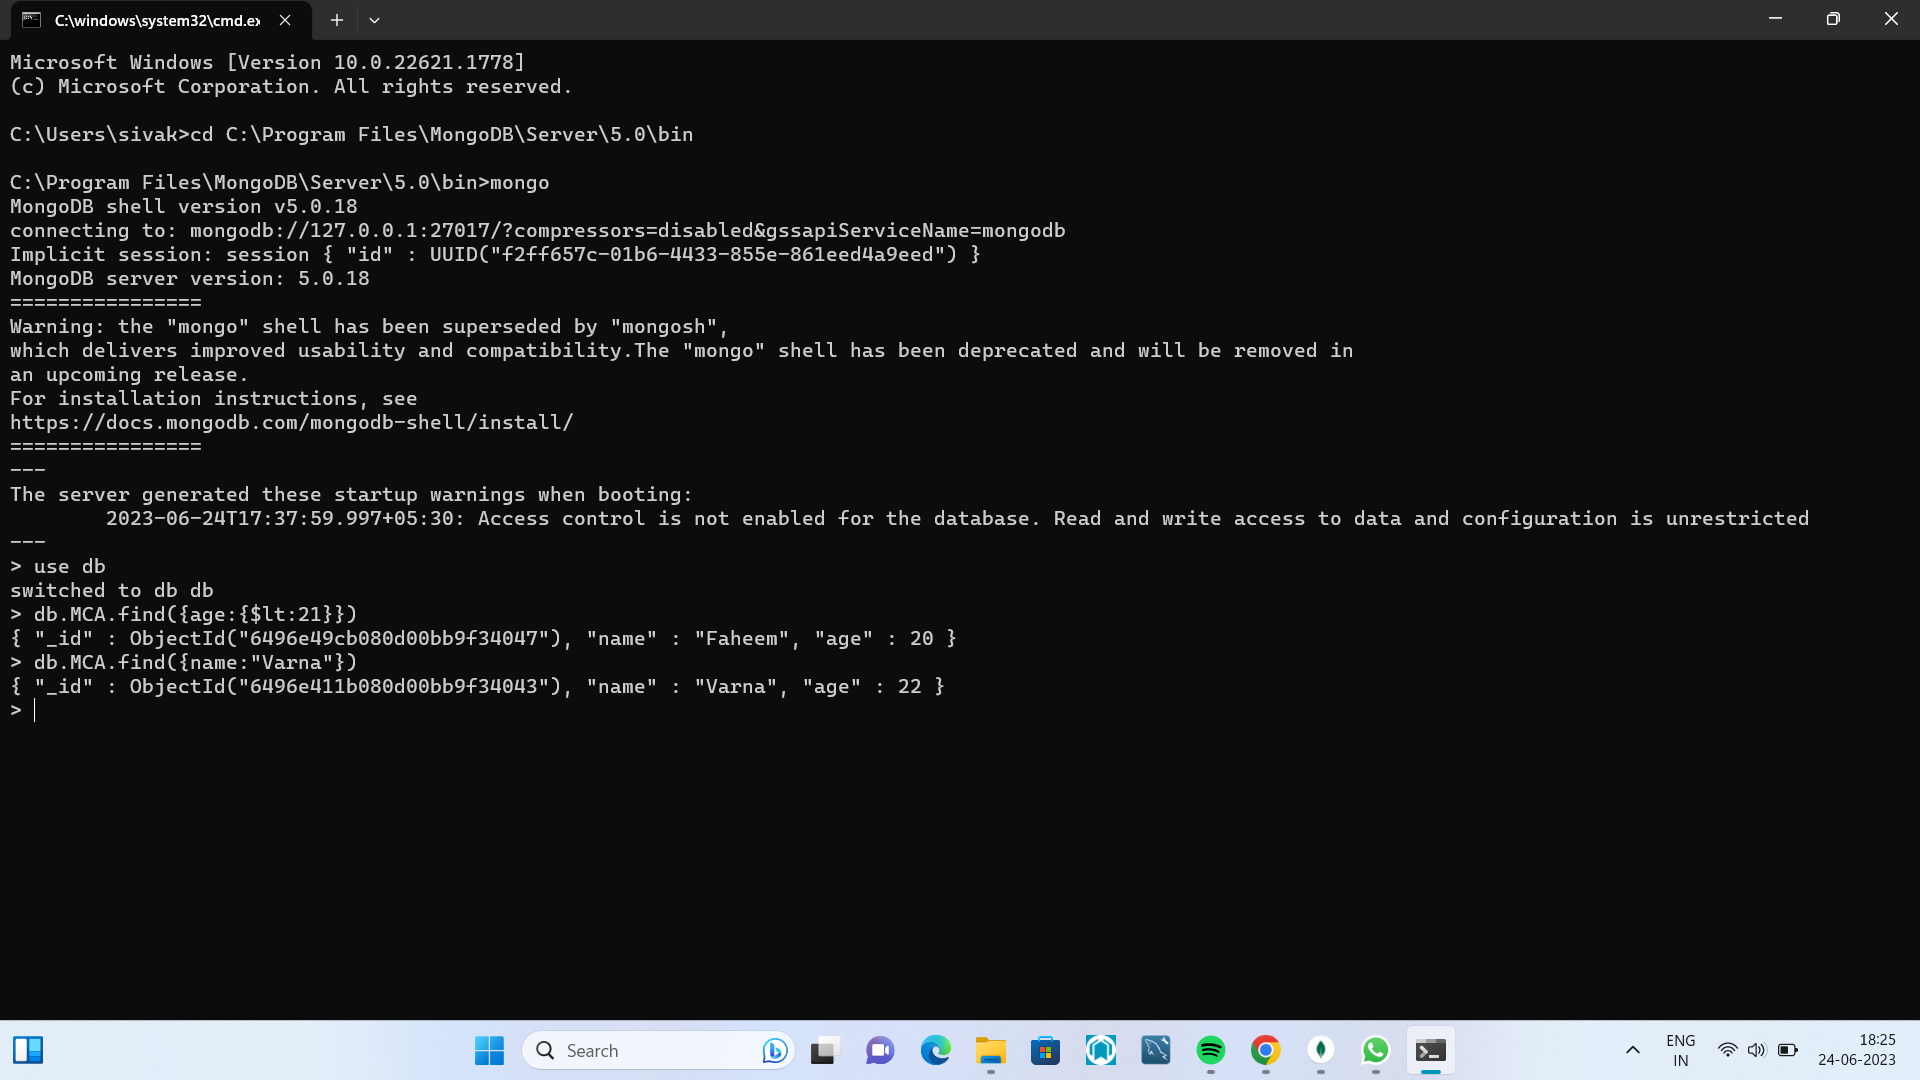 C:\windows\system32\cmd.ex
Microsoft Windows [Version 10.0.22621.1778]
(c) Microsoft Corporation. All rights reserved.
C:\Users\sivak>cd C:\Program Files\MongoDB\Server\5.0\bin
C:\Program Files\MongoDB\Server\5.0\bin>mongo
MongoDB shell version v5.0.18
connecting to: mongodb://127.0.0.1:27017/?compressors=disabled&gssapiServiceName=mongodb
Implicit session: session { "id" : UUID("f2ff657c-01b6-4433-855e-861eed4a9eed") }
MongoDB server version: 5.0.18
================
Warning: the "mongo" shell has been superseded by "mongosh",
which delivers improved usability and compatibility.The "mongo" shell has been deprecated and will be removed in
an upcoming release.
For installation instructions, see
https://docs.mongodb.com/mongodb-shell/install/
================
---
The server generated these startup warnings when booting:
        2023-06-24T17:37:59.997+05:30: Access control is not enabled for the database. Read and write access to data and configuration is unrestricted
---
> use db
switched to db db
> db.MCA.find({age:{$lt:21}})
{ "_id" : ObjectId("6496e49cb080d00bb9f34047"), "name" : "Faheem", "age" : 20 }
> db.MCA.find({name:"Varna"})
{ "_id" : ObjectId("6496e411b080d00bb9f34043"), "name" : "Varna", "age" : 22 }
>
Search
ENG
IN
18:25
24-06-2023